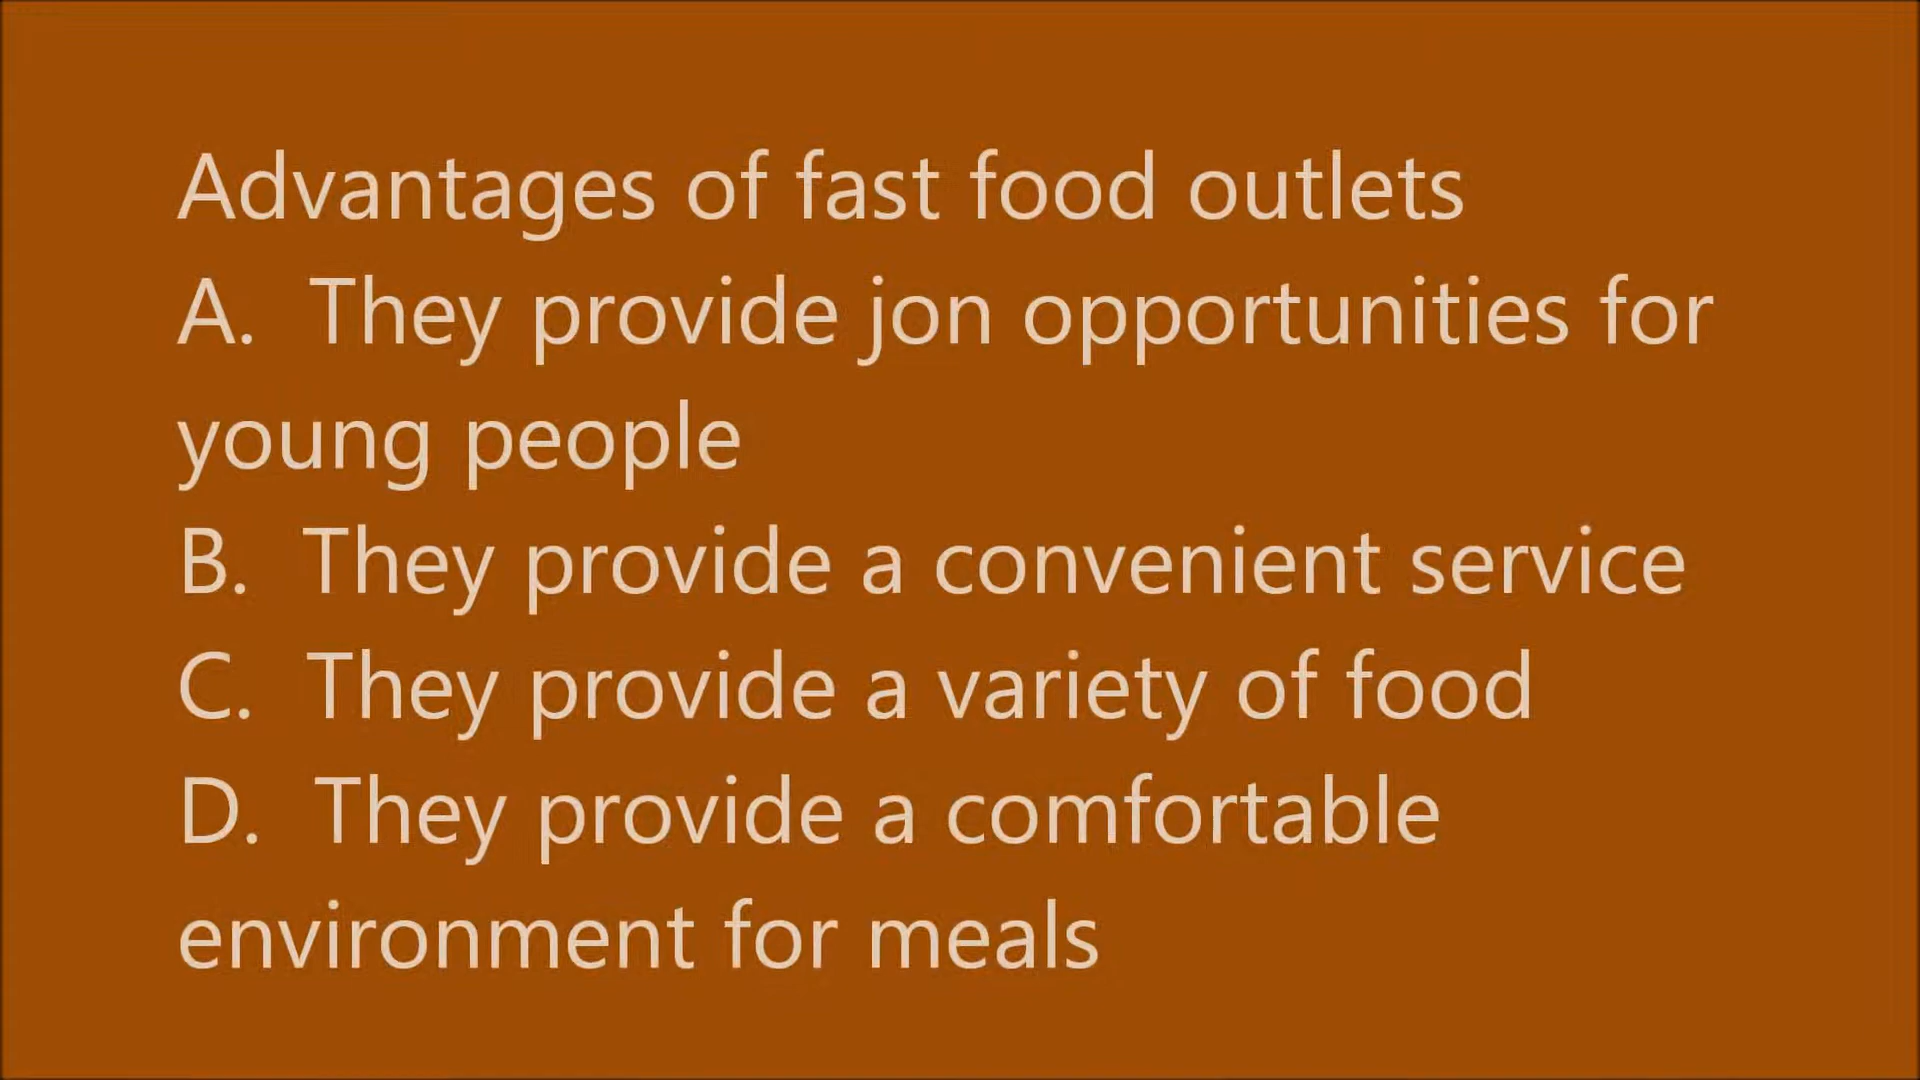 Advantages of fast food outlets
A.  They provide jon opportunities for
young people
B.  They provide a convenient service
C.  They provide a variety of food
D.  They provide a comfortable
environment for meals